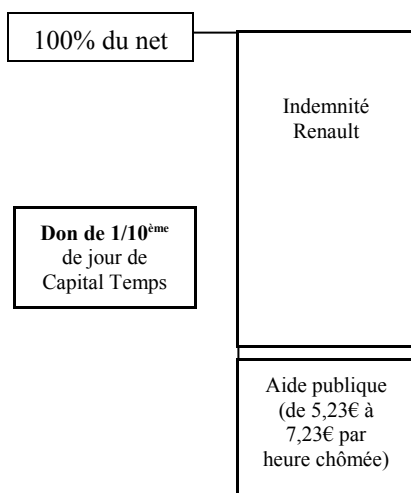 100% du net
Indemnité
Renault
Don de 1/10ème
de jour de
Capital Temps
Aide publique
(de 5,23€ à
7,23€ par
heure chômée)